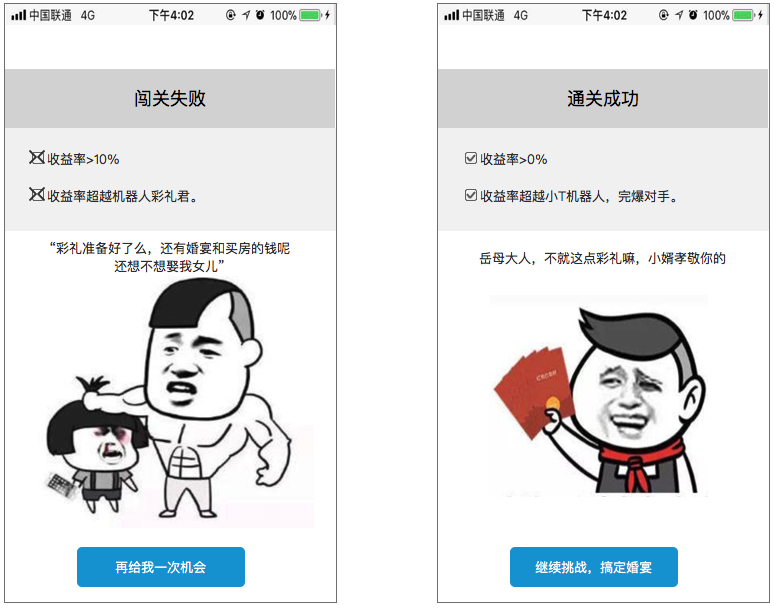 中国联通 4G 下午4:02 100%
闯关失败
收益率>10%
收益率超越机器人彩礼君。
“彩礼准备好了么，还有婚宴和买房的钱呢
还想不想娶我女儿”
再给我一次机会
中国联通 4G 下午4:02 100%
通关成功
收益率>0%
收益率超越小T机器人，完爆对手。
岳母大人，不就这点彩礼嘛，小婿孝敬你的
继续挑战，搞定婚宴